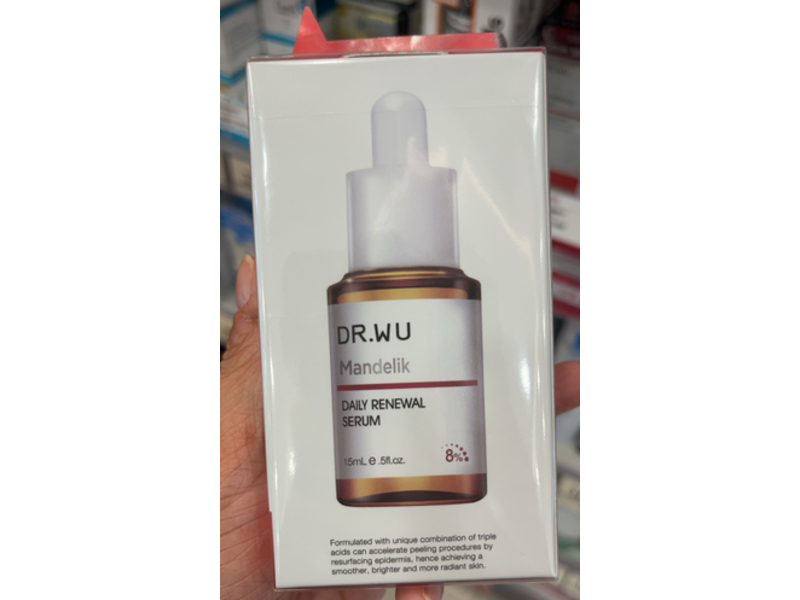 DR.WU
Mandelik
DAILY RENEWAL
SERUM
15mL e .5fl.oz.
8%
Formulated with unique combination of triple
acids can accelerate peeling procedures by
resurfacing epidermis, hence achieving a
smoother, brighter and more radiant skin.